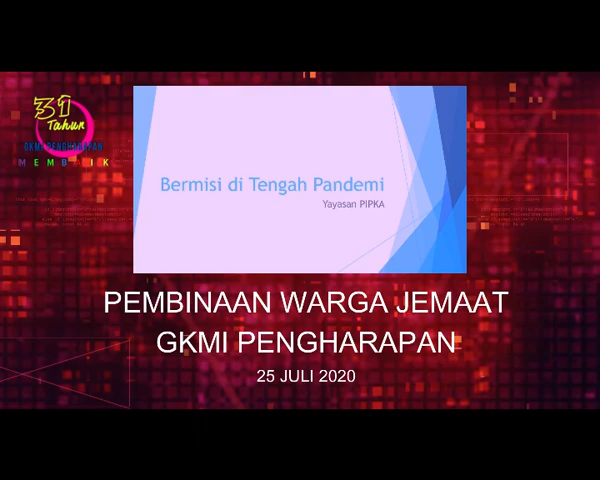 31
Tahun
GKMI PENGHARAPAN
Bermisi di Tengah Pandemi
Yayasan PIPKA
PEMBINAAN WARGA JEMAAT
GKMI PENGHARAPAN
25 JULI 2020